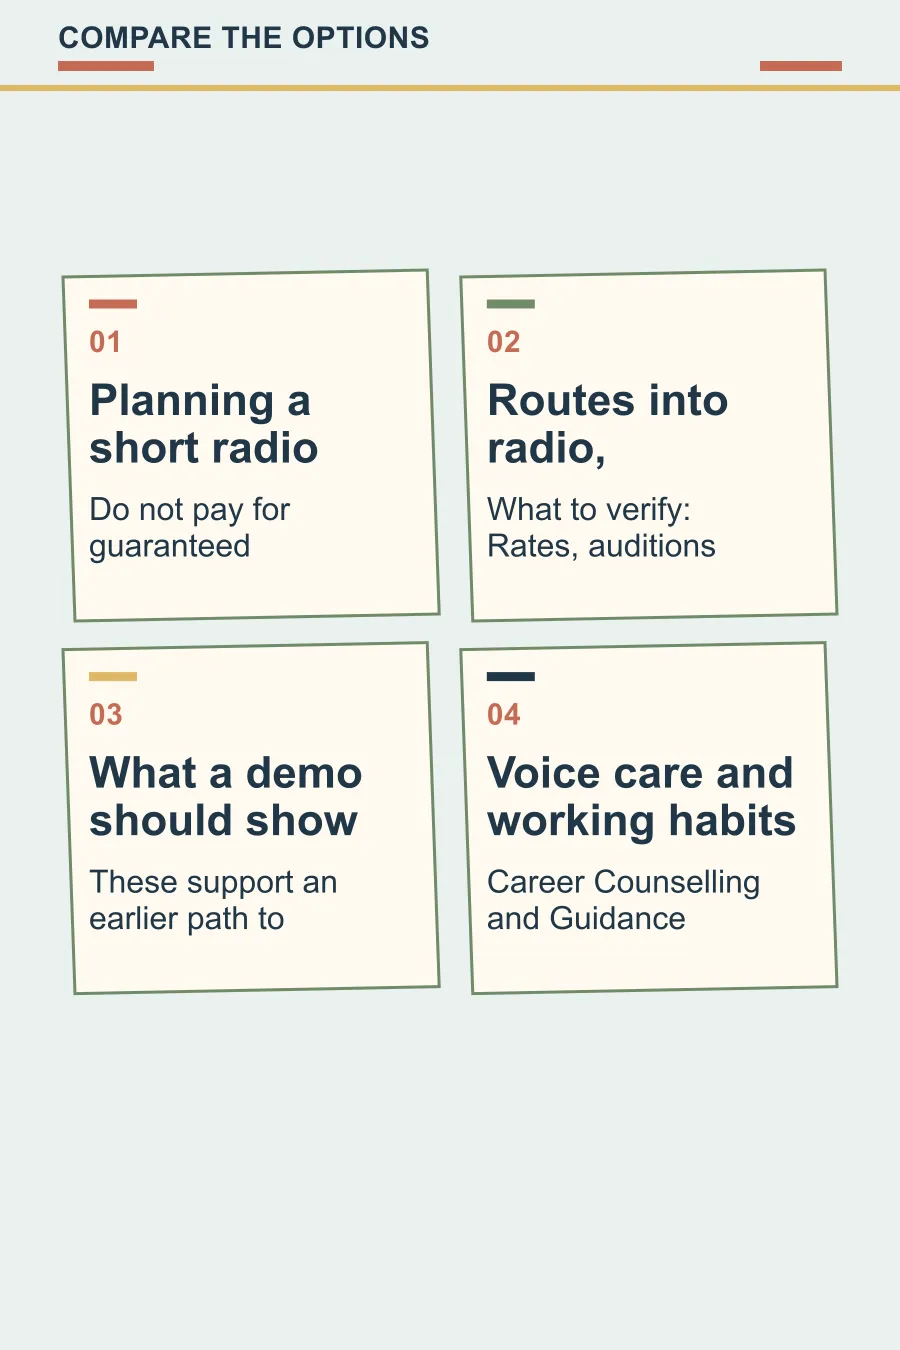 COMPARE THE OPTIONS
01
Planning a
short radio
Do not pay for
guaranteed
02
Routes into
radio,
What to verify:
Rates, auditions
03
What a demo
should show
These support an
earlier path to
04
Voice care and
working habits
Career Counselling
and Guidance